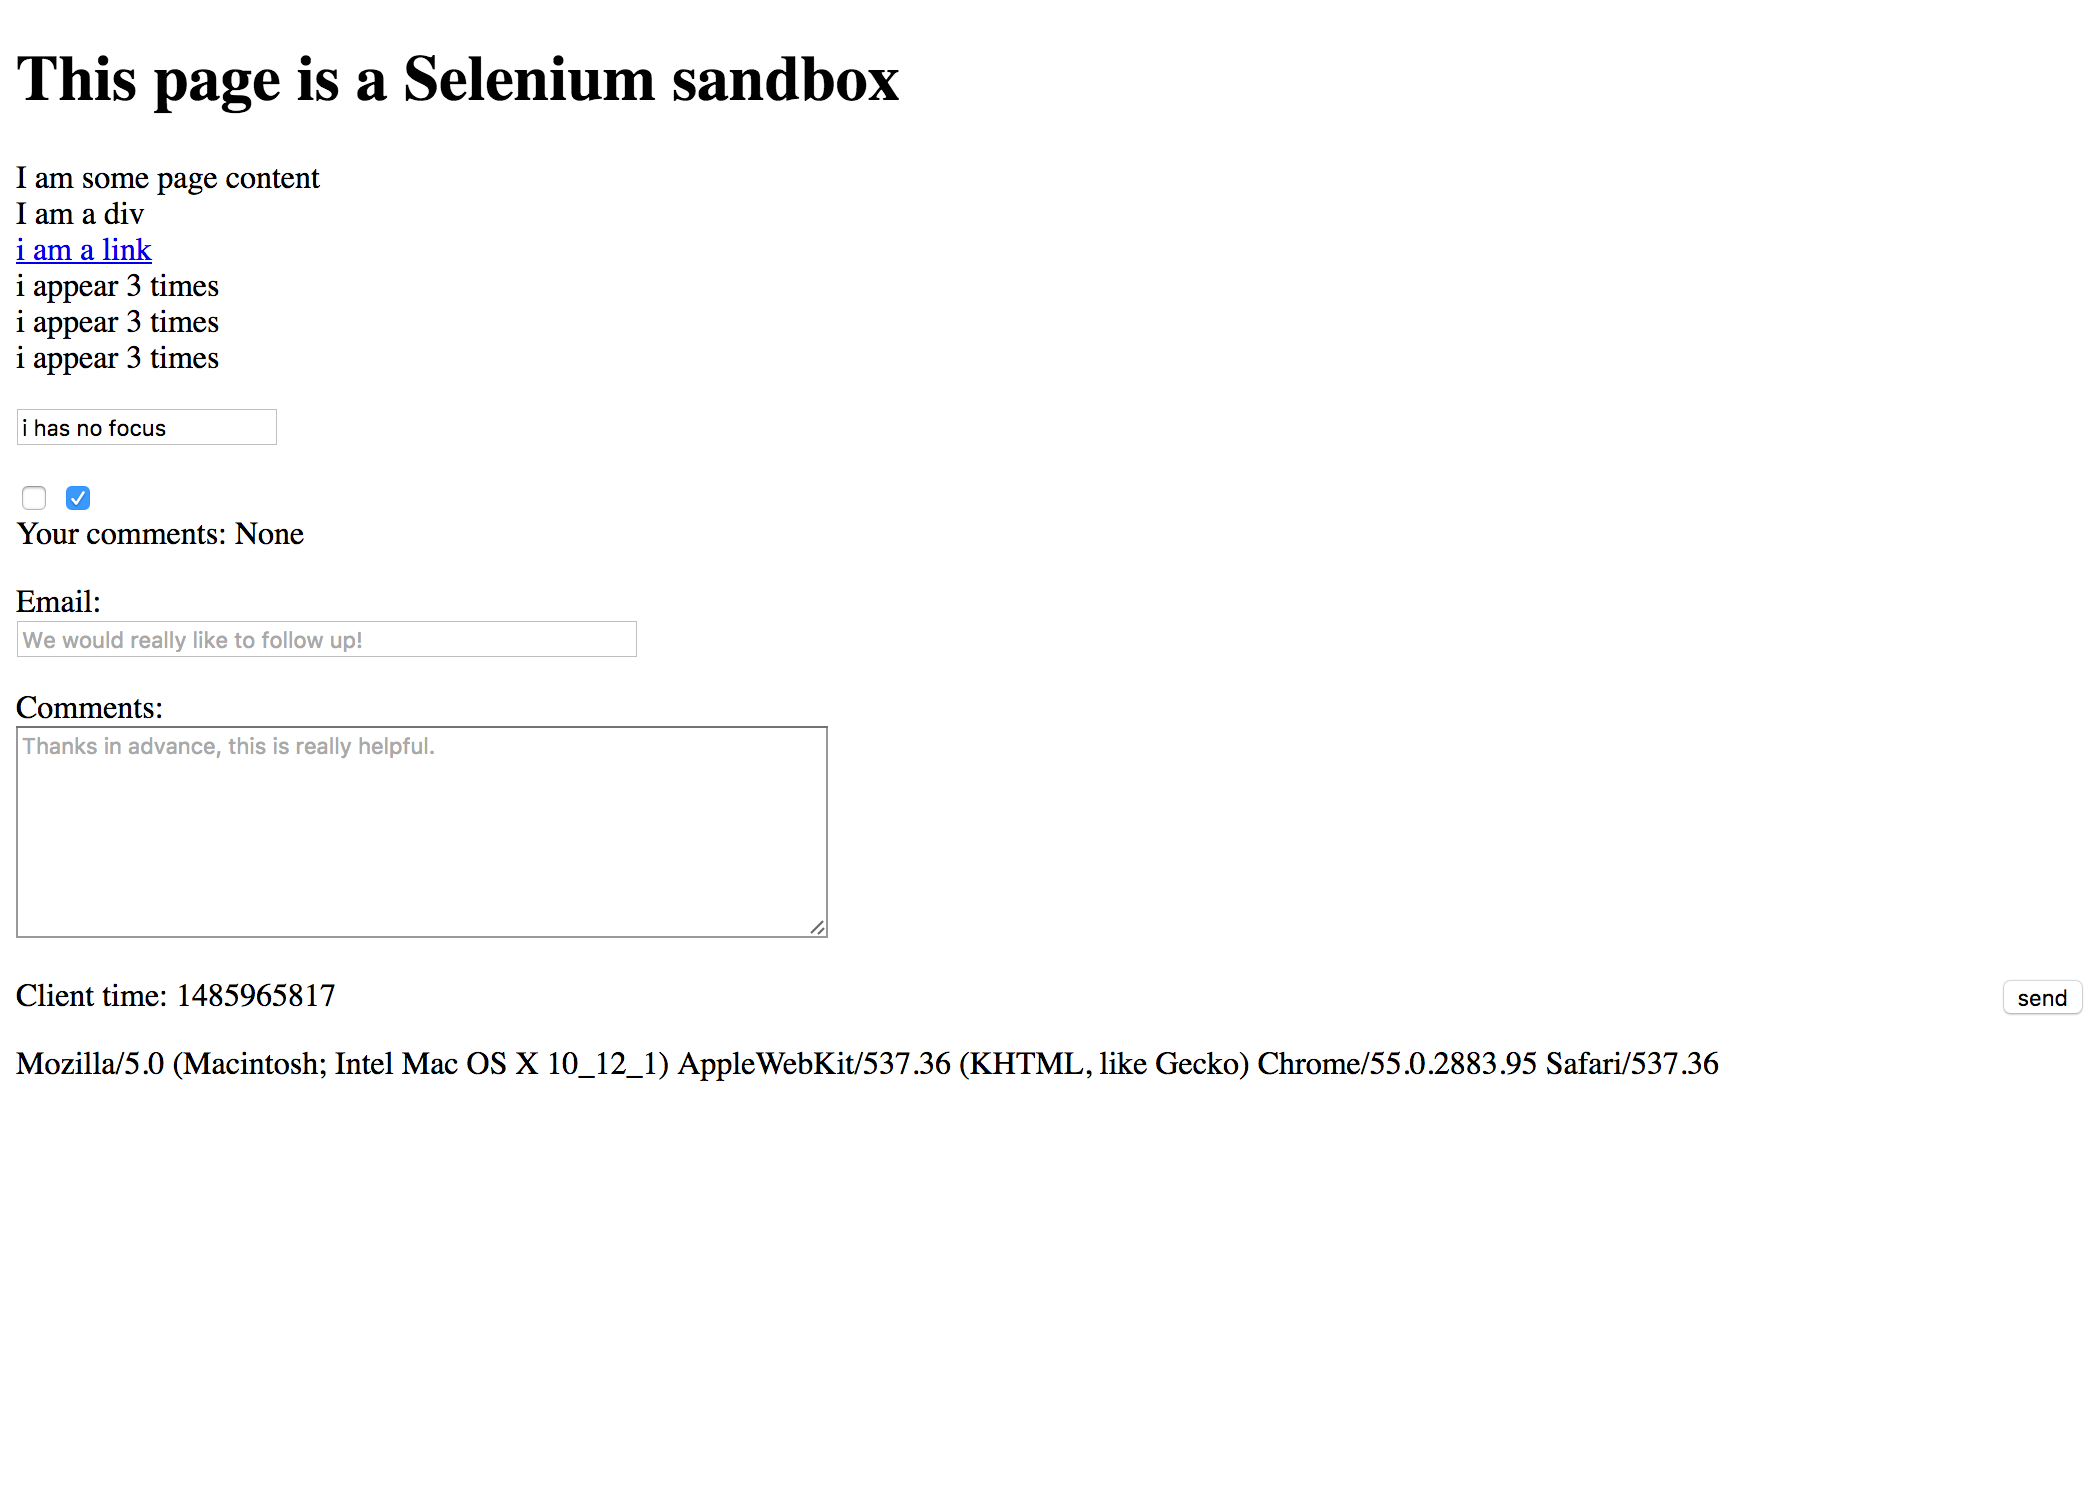 This page is a Selenium sandbox
I am some page content
I am a div
i am a link
i appear 3 times
i appear 3 times
i appear 3 times
i has no focus
Your comments: None
Email:
We would really like to follow up!
Comments:
Thanks in advance, this is really helpful.
Client time: 1485965817
send
Mozilla/5.0 (Macintosh; Intel Mac OS X 10_12_1) AppleWebKit/537.36 (KHTML, like Gecko) Chrome/55.0.2883.95 Safari/537.36